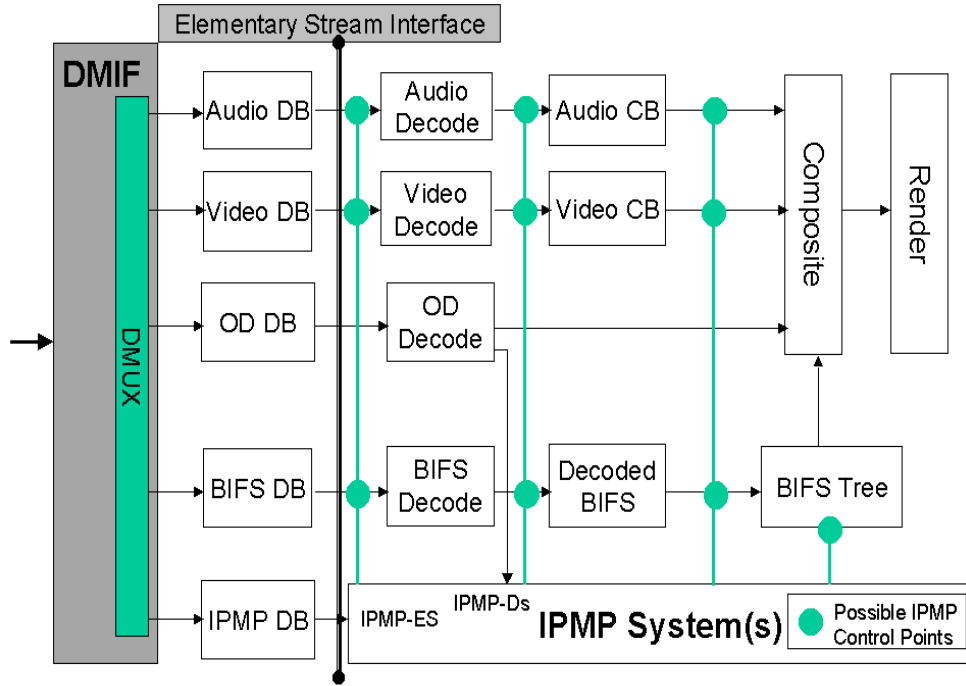 Elementary Stream Interface
DMIF
DMUX
Audio DB
Audio
Decode
Audio CB
Video DB
Video
Decode
Video CB
Composite
Render
OD DB
OD
Decode
BIFS DB
BIFS
Decode
Decoded
BIFS
BIFS Tree
IPMP DB
IPMP-ES
IPMP-Ds
IPMP System(s)
Possible IPMP
Control Points